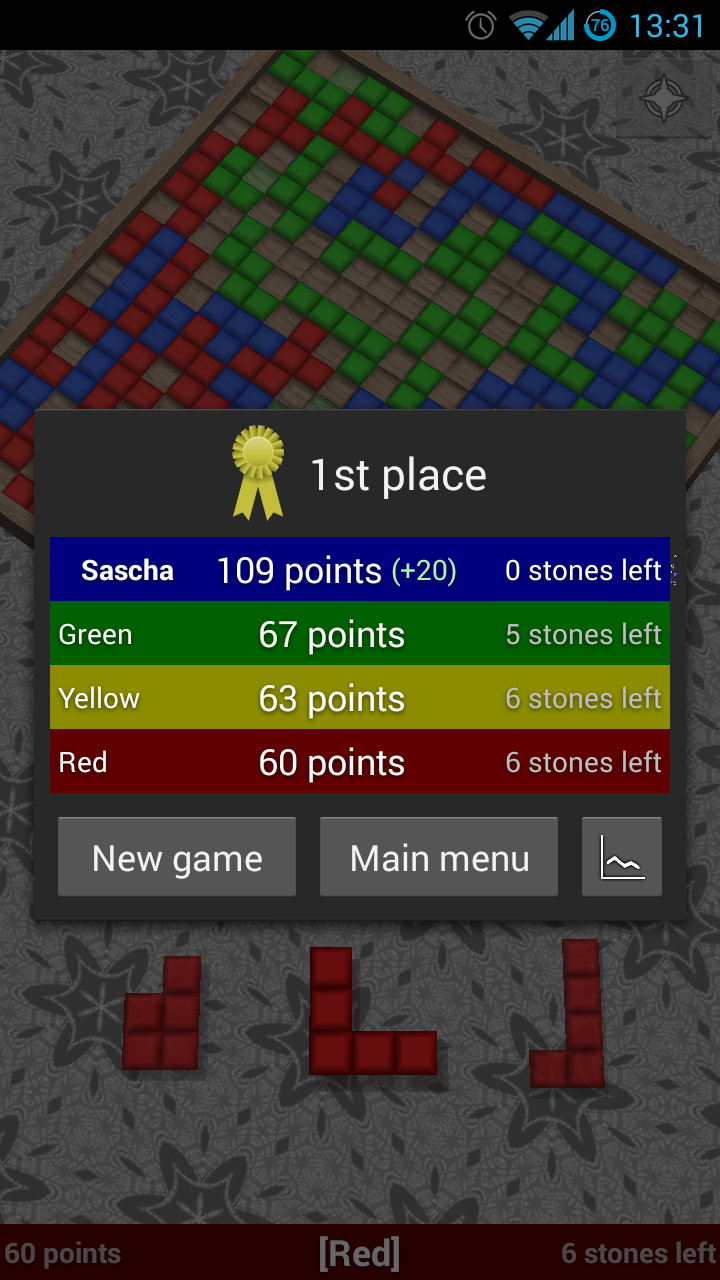 76 13:31
1st place
Sascha 109 points (+20) 0 stones left
Green 67 points 5 stones left
Yellow 63 points 6 stones left
Red 60 points 6 stones left
New game Main menu
60 points [Red] 6 stones left